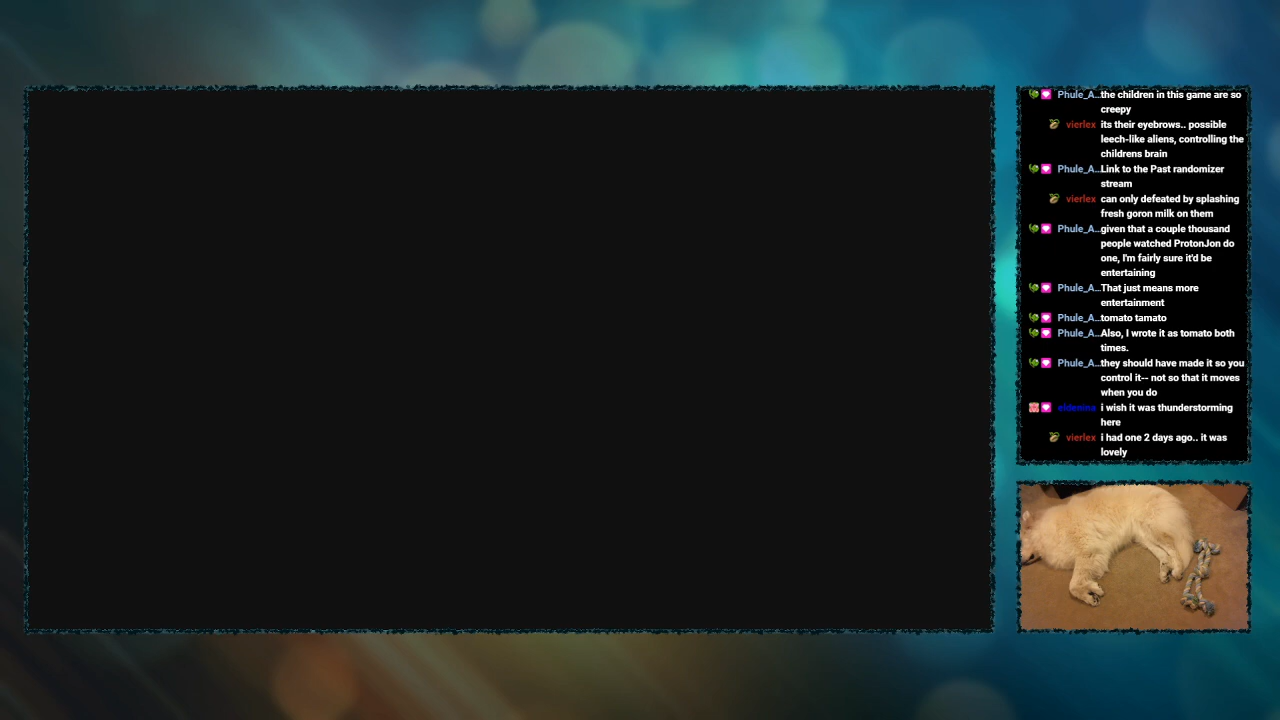 Phule_A... the children in this game are so
creepy
vierlex its their eyebrows.. possible
leech-like aliens, controlling the
childrens brain
Phule_A... Link to the Past randomizer
stream
vierlex can only defeated by splashing
fresh goron milk on them
Phule_A... given that a couple thousand
people watched ProtonJon do
one, I'm fairly sure it'd be
entertaining
Phule_A... That just means more
entertainment
Phule_A... tomato tamato
Phule_A... Also, I wrote it as tomato both
times.
Phule_A... they should have made it so you
control it-- not so that it moves
when you do
eldenina i wish it was thunderstorming
here
vierlex i had one 2 days ago.. it was
lovely